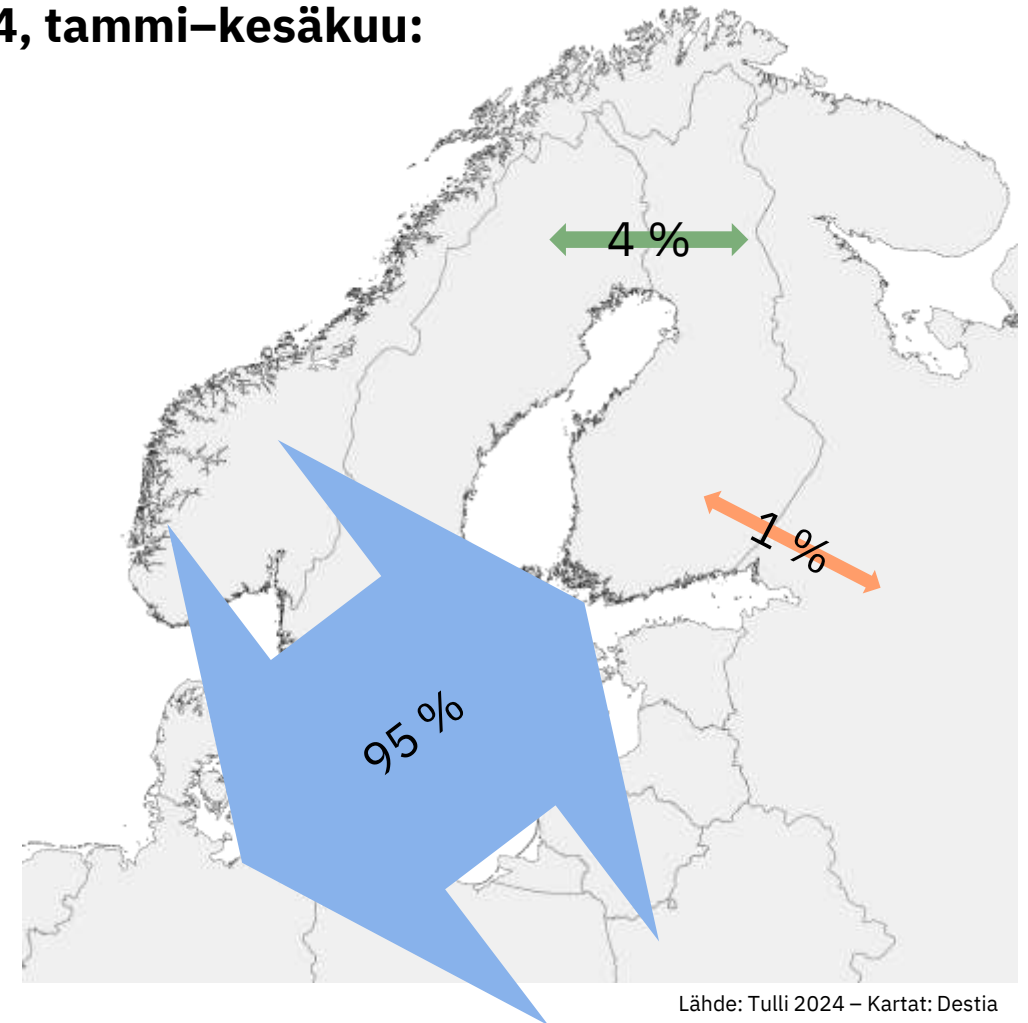 4, tammi–kesäkuu:
4 %
1 %
95 %
Lähde: Tulli 2024 – Kartat: Destia